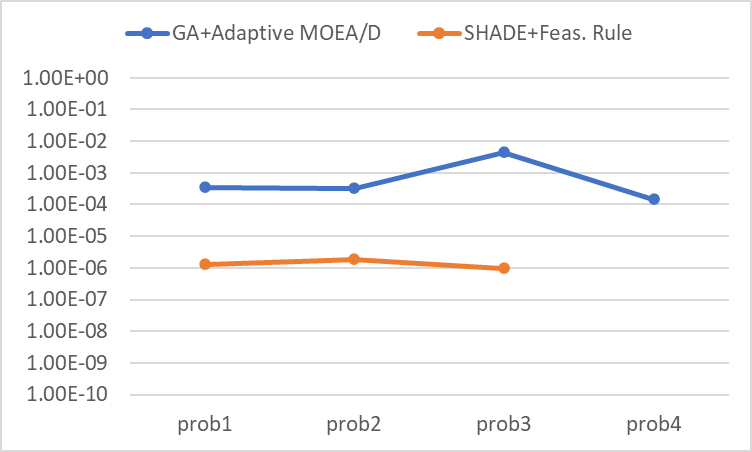 GA+Adaptive MOEA/D SHADE+Feas. Rule
1.00E+00
1.00E-01
1.00E-02
1.00E-03
1.00E-04
1.00E-05
1.00E-06
1.00E-07
1.00E-08
1.00E-09
1.00E-10
prob1 prob2 prob3 prob4